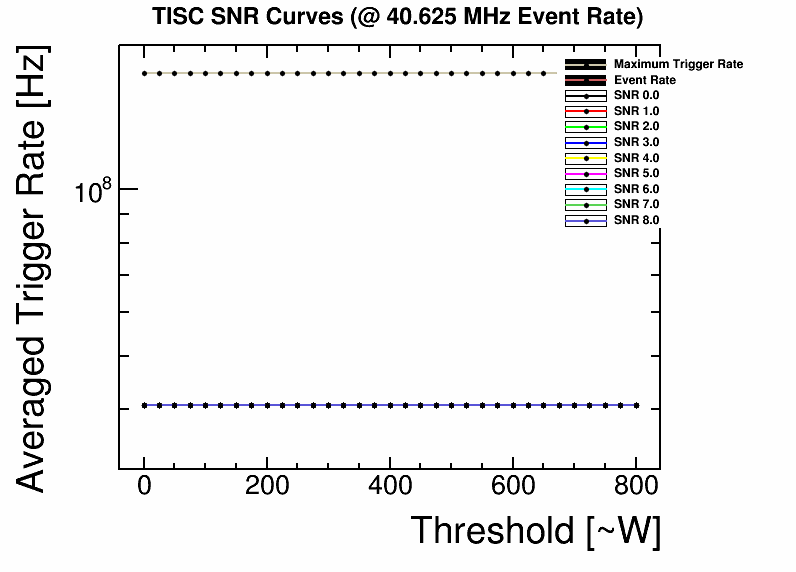 TISC SNR Curves (@ 40.625 MHz Event Rate)
Averaged Trigger Rate [Hz]
10^8
Maximum Trigger Rate
Event Rate
SNR 0.0
SNR 1.0
SNR 2.0
SNR 3.0
SNR 4.0
SNR 5.0
SNR 6.0
SNR 7.0
SNR 8.0
0 200 400 600 800
Threshold [~W]